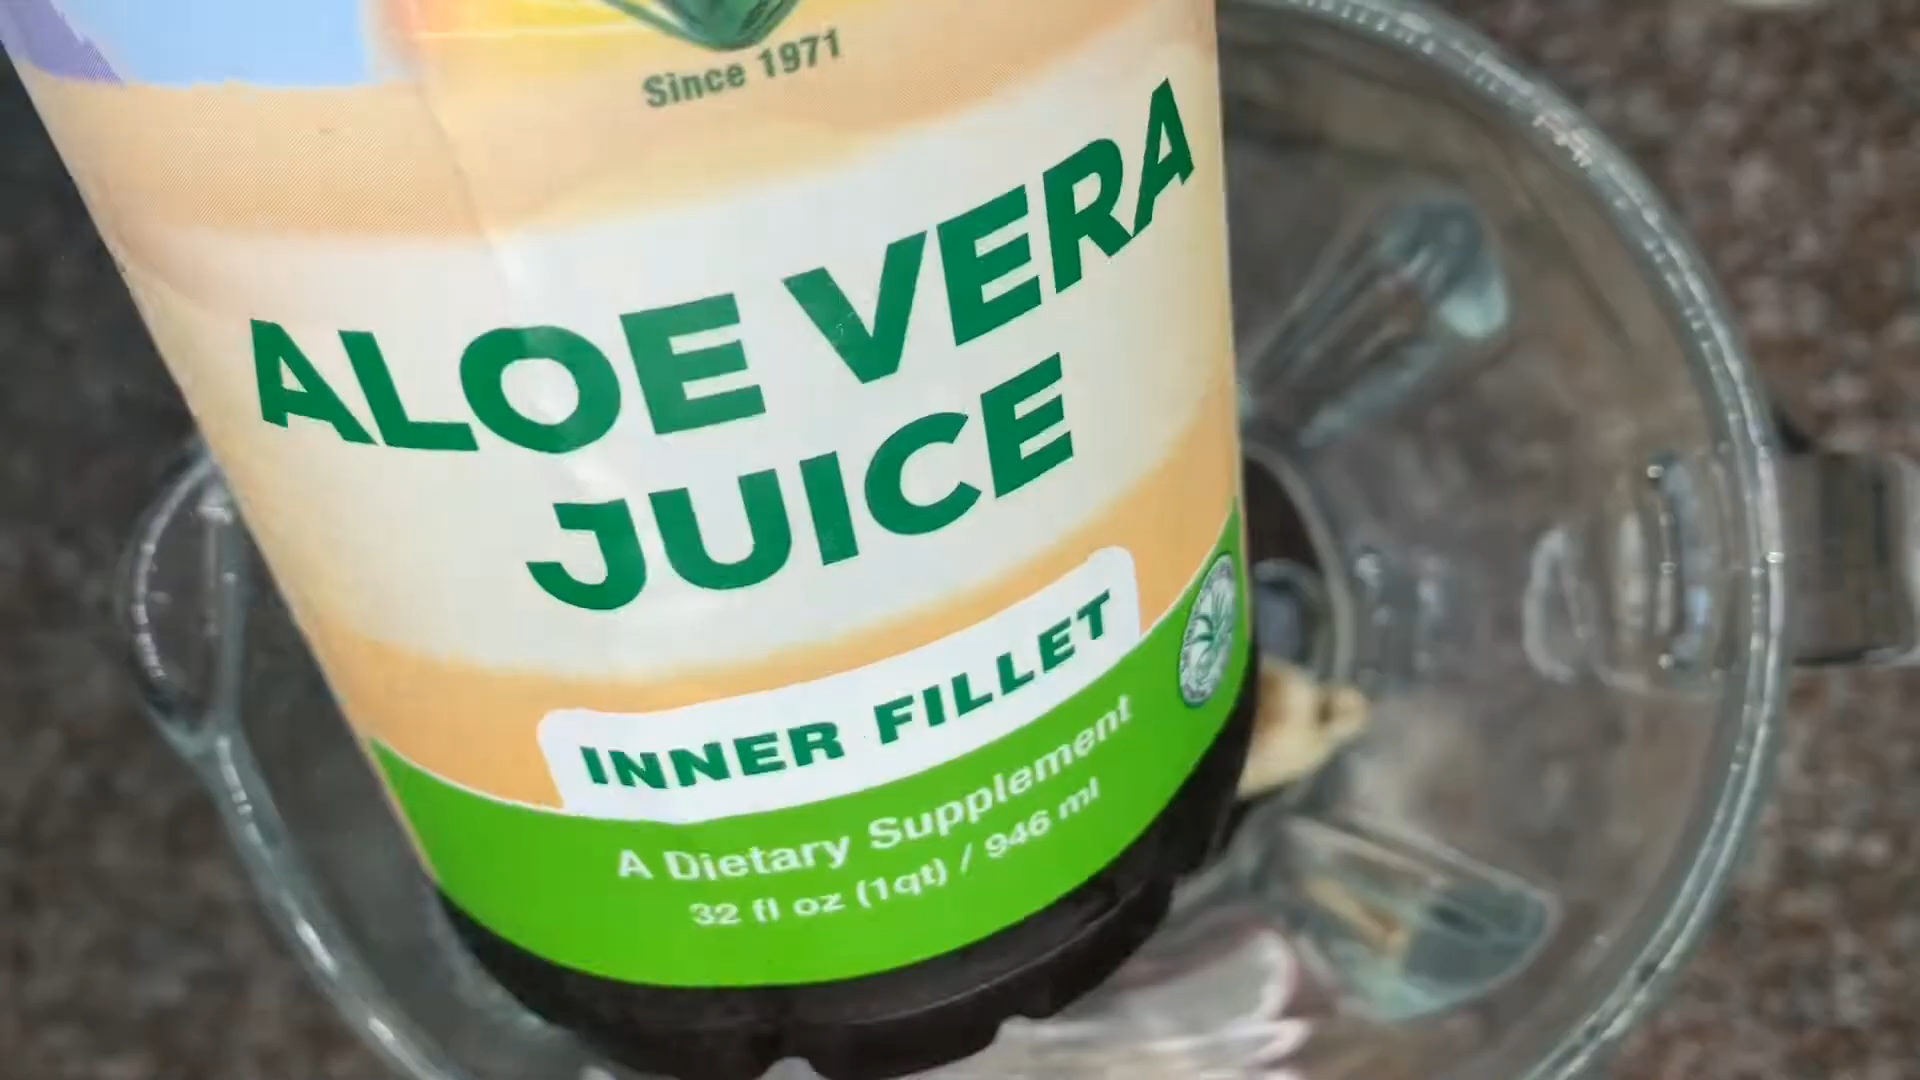 Since 1971
ALOE VERA
JUICE
INNER FILLET
A Dietary Supplement
32 fl oz (1qt) / 946 ml